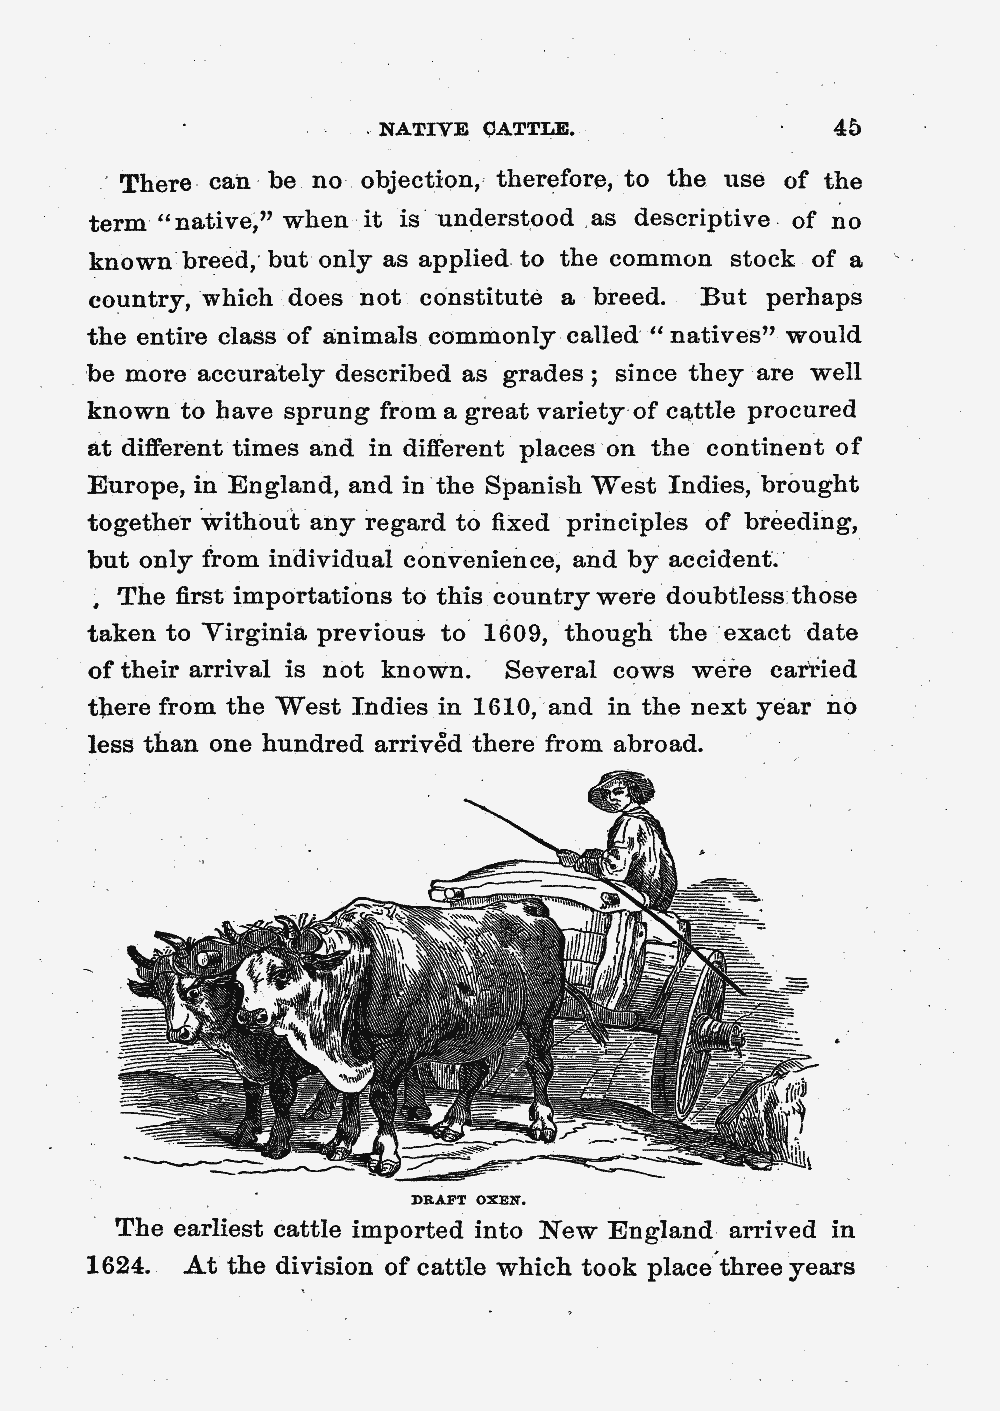 NATIVE CATTLE. 45
There can be no objection, therefore, to the use of the
term "native," when it is understood as descriptive of no
known breed, but only as applied to the common stock of a
country, which does not constitute a breed. But perhaps
the entire class of animals commonly called "natives" would
be more accurately described as grades; since they are well
known to have sprung from a great variety of cattle procured
at different times and in different places on the continent of
Europe, in England, and in the Spanish West Indies, brought
together without any regard to fixed principles of breeding,
but only from individual convenience, and by accident.
The first importations to this country were doubtless those
taken to Virginia previous to 1609, though the exact date
of their arrival is not known. Several cows were carried
there from the West Indies in 1610, and in the next year no
less than one hundred arrived there from abroad.
DRAFT OXEN.
The earliest cattle imported into New England arrived in
1624. At the division of cattle which took place three years